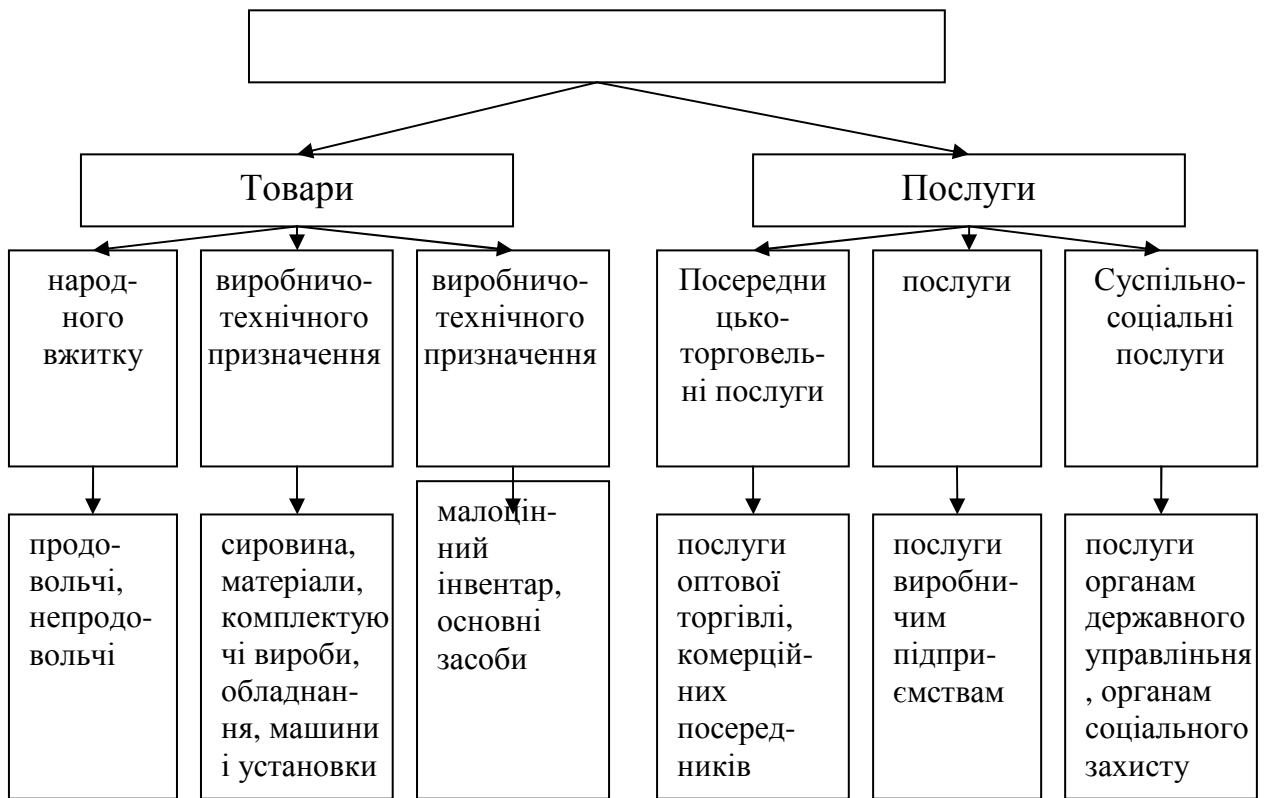 Товари
Послуги
народ-
ного
вжитку
виробничо-
технічного
призначення
виробничо-
технічного
призначення
Посередни
цько-
торговель-
ні послуги
послуги
Суспільно-
соціальні
послуги
продо-
вольчі,
непродо-
вольчі
сировина,
матеріали,
комплектую
чі вироби,
обладнан-
ня, машини
і установки
малоцін-
ний
інвентар,
основні
засоби
послуги
оптової
торгівлі,
комерцій-
них
посеред-
ників
послуги
виробни-
чим
підпри-
ємствам
послуги
органам
державного
управліньня
, органам
соціального
захисту